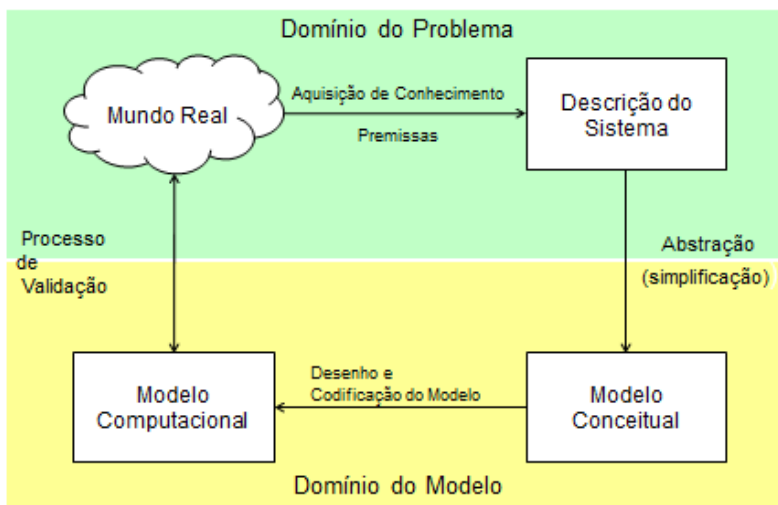 Domínio do Problema
Mundo Real
Aquisição de Conhecimento
Premissas
Descrição do
Sistema
Processo
de
Validação
Abstração
(simplificação)
Modelo
Computacional
Desenho e
Codificação do Modelo
Modelo
Conceitual
Domínio do Modelo